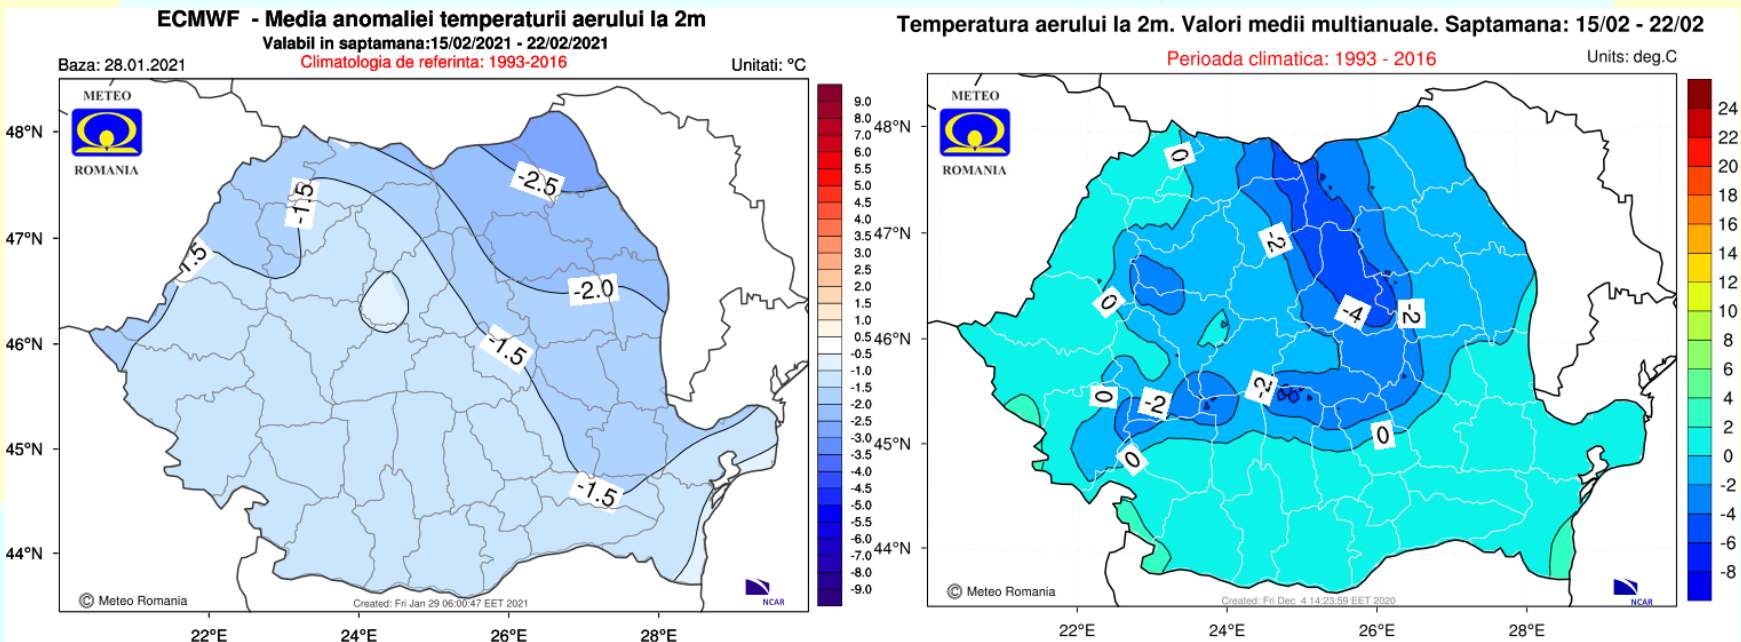 ECMWF - Media anomaliei temperaturii aerului la 2m
Valabil in saptamana:15/02/2021 - 22/02/2021
Baza: 28.01.2021
Climatologia de referinta: 1993-2016
Unitati: °C
METEO
ROMANIA
48°N
47°N
46°N
45°N
44°N
-1.5
-2.5
1.5
-2.0
-1.5
-1.5
9.0
8.0
7.0
6.0
5.5
5.0
4.5
4.0
3.5
3.0
2.5
2.0
1.5
1.0
0.5
-0.5
-1.0
-1.5
-2.0
-2.5
-3.0
-3.5
-4.0
-4.5
-5.0
-5.5
-6.0
-7.0
-8.0
-9.0
© Meteo Romania
Created: Fri Jan 29 06:00:47 EET 2021
NCAR
22°E
24°E
26°E
28°E
Temperatura aerului la 2m. Valori medii multianuale. Saptamana: 15/02 - 22/02
Perioada climatica: 1993 - 2016
Units: deg.C
METEO
ROMANIA
48°N
47°N
46°N
45°N
44°N
0
-2
0
-4
-2
0
-2
-2
0
0
24
22
20
18
16
14
12
10
8
6
4
2
0
-2
-4
-6
-8
© Meteo Romania
Created: Fri Dec 4 14:23:59 EET 2020
NCAR
22°E
24°E
26°E
28°E